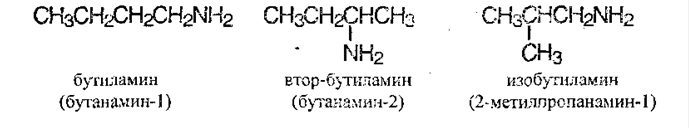 CH3CH2CH2CH2NH2 CH3CH2CHCH3 CH3CHCH2NH2
NH2 CH3
бутиламин втор-бутиламин изобутиламин
(бутанамин-1) (бутанамин-2) (2-метилпропанамин-1)